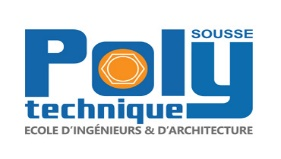 SOUSSE
Poly
technique
ECOLE D'INGÉNIEURS & D'ARCHITECTURE